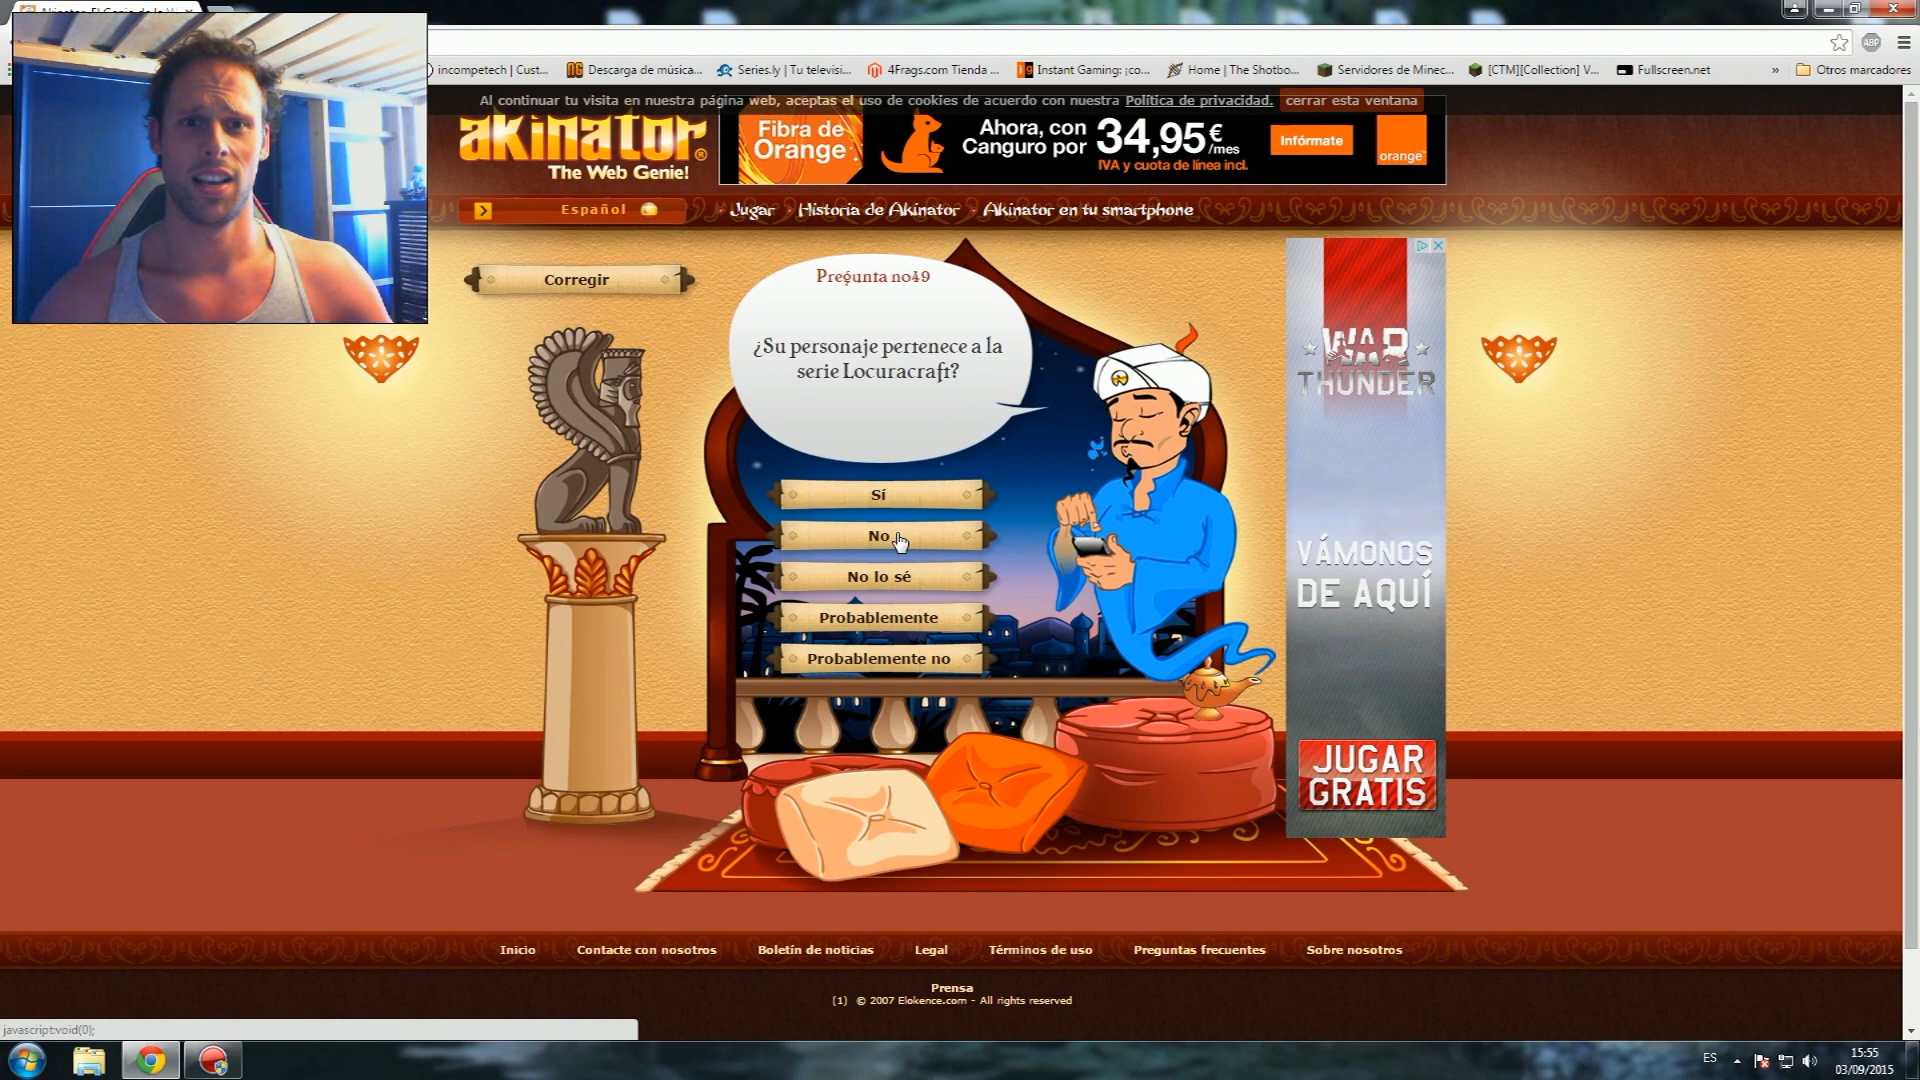 incompetech | Cust...
Descarga de música...
Series.ly | Tu televisi...
4Frags.com Tienda ...
Instant Gaming: ¡co...
Home | The Shotbo...
Servidores de Minec...
[CTM][Collection] V...
Fullscreen.net
»
Otros marcadores
ABP
Al continuar tu visita en nuestra página web, aceptas el uso de cookies de acuerdo con nuestra Política de privacidad. cerrar esta ventana
akinator®
The Web Genie!
Fibra de
Orange
Ahora, con
Canguro por
34,95€
/mes
IVA y cuota de línea incl.
Infórmate
orange
Español
· Jugar · Historia de Akinator · Akinator en tu smartphone
Corregir
Pregunta no49
¿Su personaje pertenece a la
serie Locuracraft?
Sí
No
No lo sé
Probablemente
Probablemente no
WAR
THUNDER
VÁMONOS
DE AQUÍ
JUGAR
GRATIS
Inicio
Contacte con nosotros
Boletín de noticias
Legal
Términos de uso
Preguntas frecuentes
Sobre nosotros
Prensa
(1) © 2007 Elokence.com - All rights reserved
javascript:void(0);
ES
15:55
03/09/2015